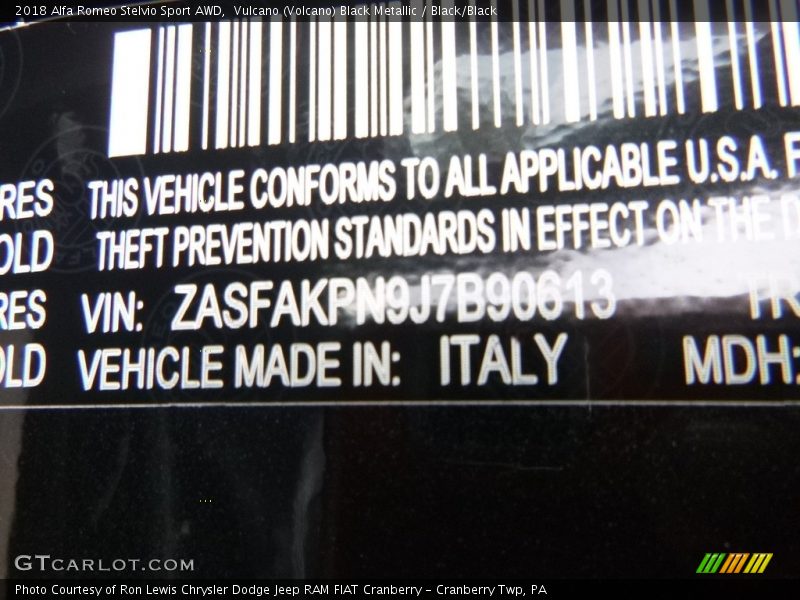 2018 Alfa Romeo Stelvio Sport AWD, Vulcano (Volcano) Black Metallic / Black/Black
RES THIS VEHICLE CONFORMS TO ALL APPLICABLE U.S.A. F
OLD THEFT PREVENTION STANDARDS IN EFFECT ON THE D
RES VIN: ZASFAKPN9J7B90613 TR
OLD VEHICLE MADE IN: ITALY MDH:
GTCARLOT.COM
Photo Courtesy of Ron Lewis Chrysler Dodge Jeep RAM FIAT Cranberry - Cranberry Twp, PA